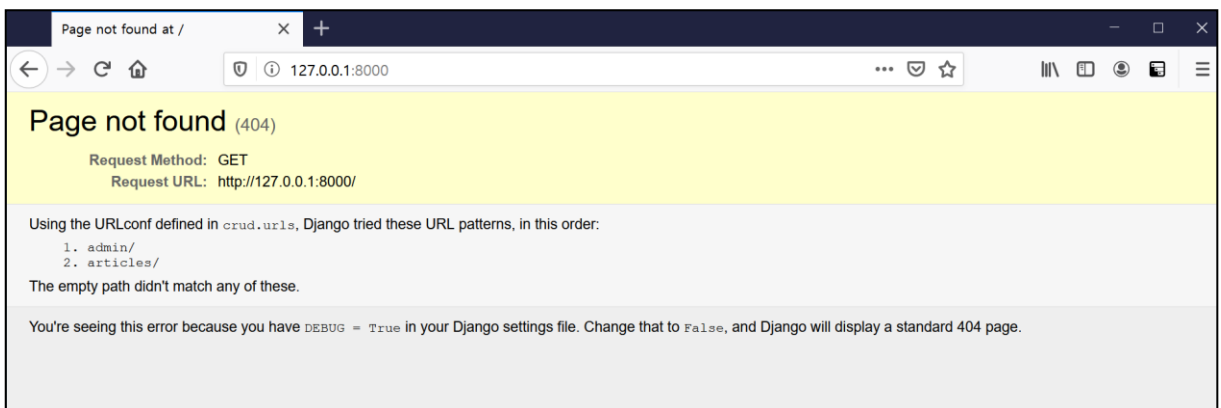 Page not found at /
127.0.0.1:8000
Page not found (404)
Request Method: GET
Request URL: http://127.0.0.1:8000/
Using the URLconf defined in crud.urls, Django tried these URL patterns, in this order:
1. admin/
2. articles/
The empty path didn't match any of these.
You're seeing this error because you have DEBUG = True in your Django settings file. Change that to False, and Django will display a standard 404 page.